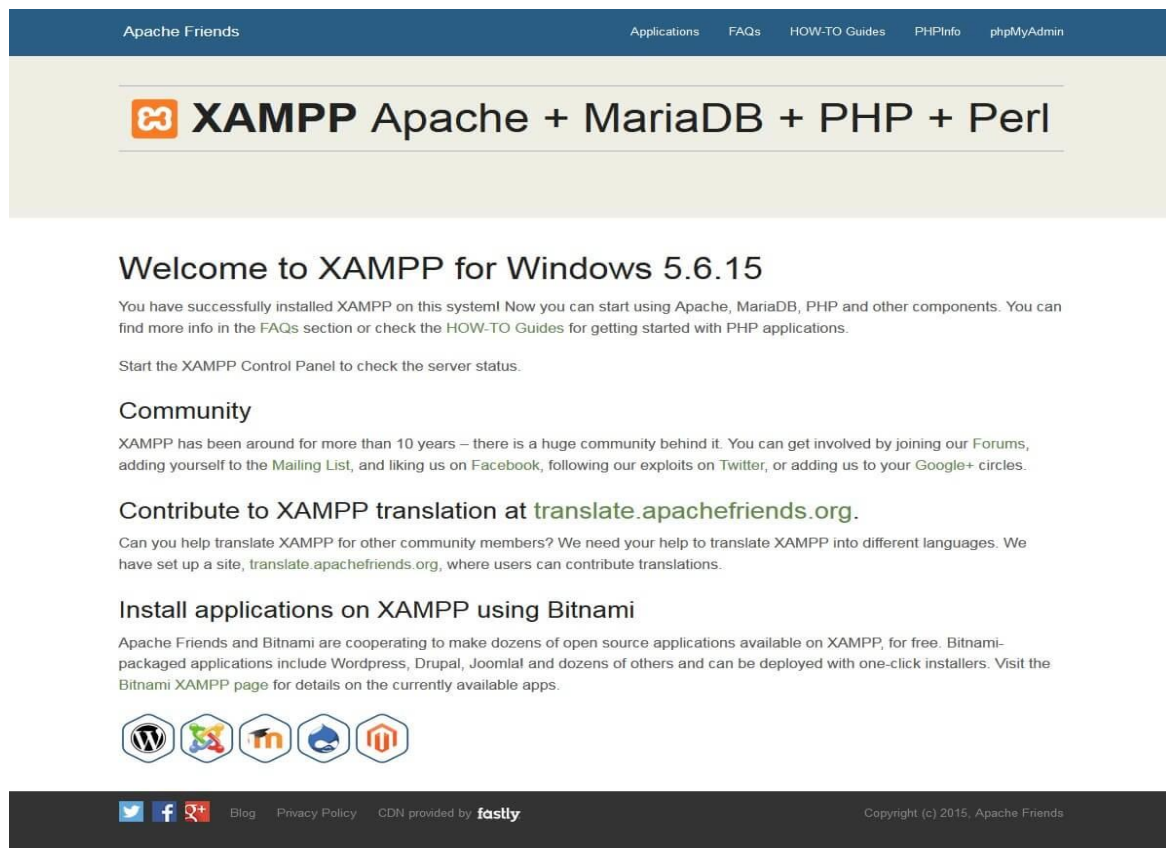 Apache Friends
Applications FAQs HOW-TO Guides PHPInfo phpMyAdmin
XAMPP Apache + MariaDB + PHP + Perl
Welcome to XAMPP for Windows 5.6.15
You have successfully installed XAMPP on this system! Now you can start using Apache, MariaDB, PHP and other components. You can
find more info in the FAQs section or check the HOW-TO Guides for getting started with PHP applications.
Start the XAMPP Control Panel to check the server status.
Community
XAMPP has been around for more than 10 years – there is a huge community behind it. You can get involved by joining our Forums,
adding yourself to the Mailing List, and liking us on Facebook, following our exploits on Twitter, or adding us to your Google+ circles.
Contribute to XAMPP translation at translate.apachefriends.org.
Can you help translate XAMPP for other community members? We need your help to translate XAMPP into different languages. We
have set up a site, translate.apachefriends.org, where users can contribute translations.
Install applications on XAMPP using Bitnami
Apache Friends and Bitnami are cooperating to make dozens of open source applications available on XAMPP, for free. Bitnami-
packaged applications include Wordpress, Drupal, Joomla! and dozens of others and can be deployed with one-click installers. Visit the
Bitnami XAMPP page for details on the currently available apps.
Blog Privacy Policy CDN provided by fastly
Copyright (c) 2015, Apache Friends